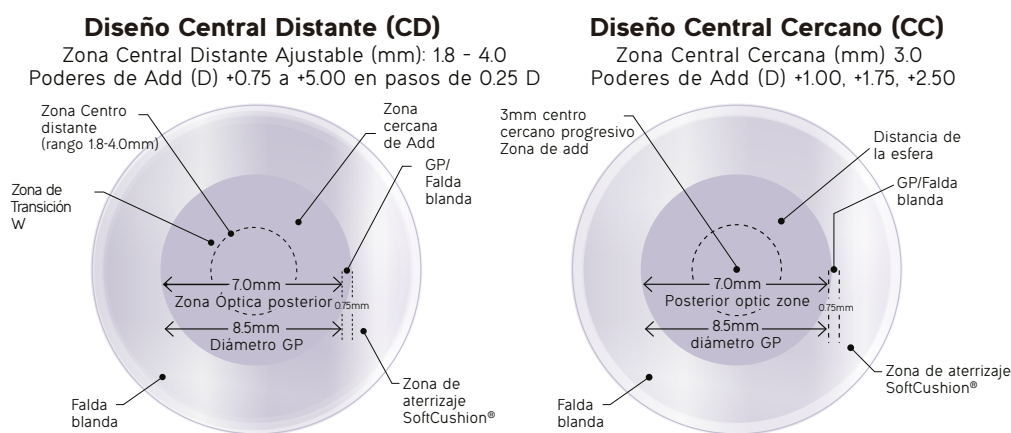 Diseño Central Distante (CD)
Zona Central Distante Ajustable (mm): 1.8 - 4.0
Poderes de Add (D) +0.75 a +5.00 en pasos de 0.25 D
Zona Centro
distante
(rango 1.8-4.0mm)
Zona
cercana
de Add
GP/
Falda
blanda
Zona de
Transición
W
7.0mm
Zona Óptica posterior
0.75mm
8.5mm
Diámetro GP
Falda
blanda
Zona de
aterrizaje
SoftCushion®
Diseño Central Cercano (CC)
Zona Central Cercana (mm) 3.0
Poderes de Add (D) +1.00, +1.75, +2.50
3mm centro
cercano progresivo
Zona de add
Distancia de
la esfera
GP/Falda
blanda
7.0mm
Posterior optic zone
0.75mm
8.5mm
diámetro GP
Falda
blanda
Zona de aterrizaje
SoftCushion®